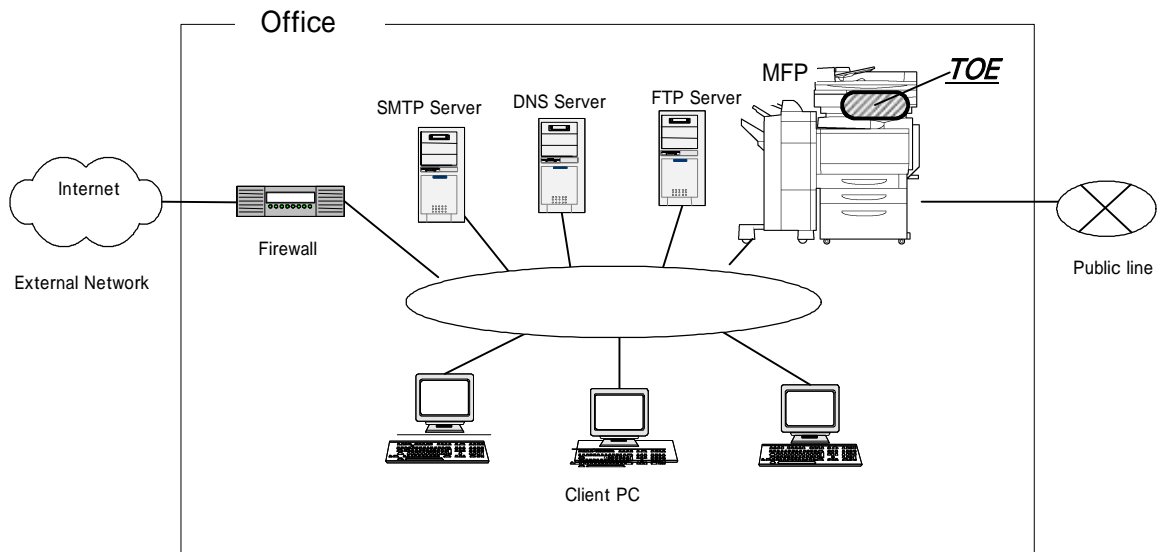 Office
MFP
TOE
SMTP Server
DNS Server
FTP Server
Internet
Firewall
External Network
Public line
Client PC